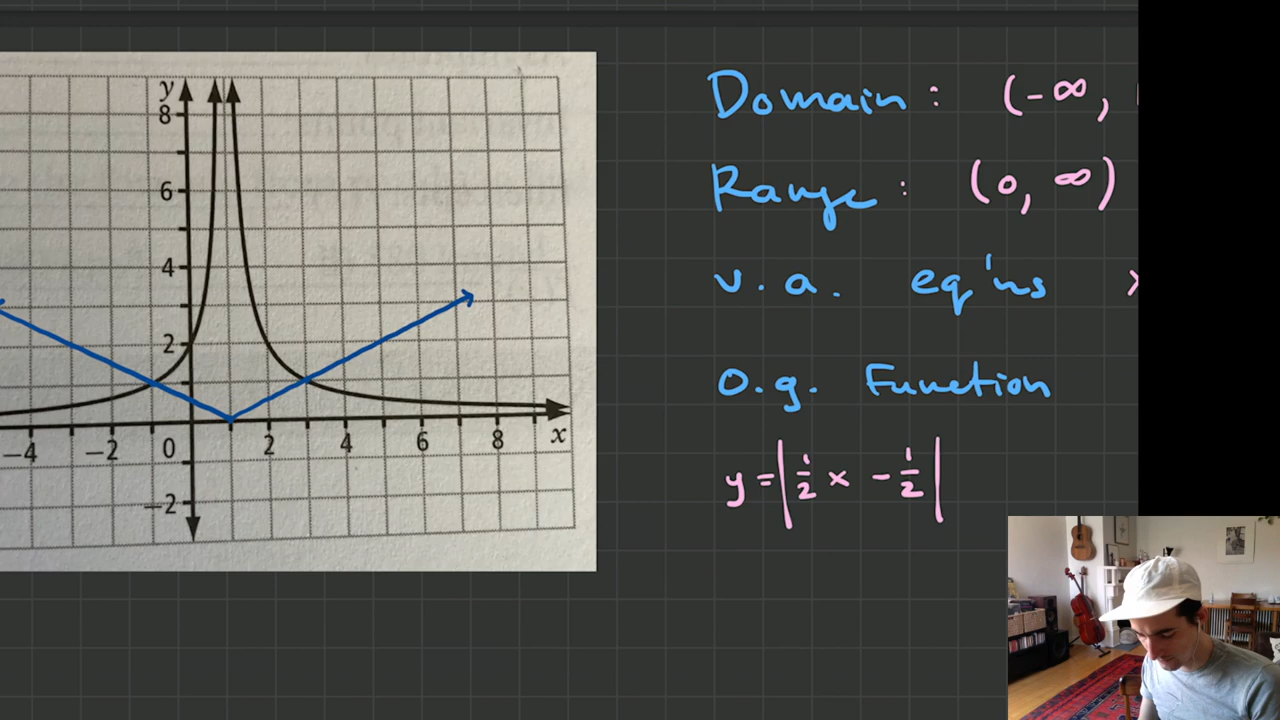 y
8
6
4
2
-4 -2 0 2 4 6 8 x
-2
Domain : (-∞,
Range : (0, ∞)
v.a. eq'ns x
o.g. Function
y = |1/2 x - 1/2|